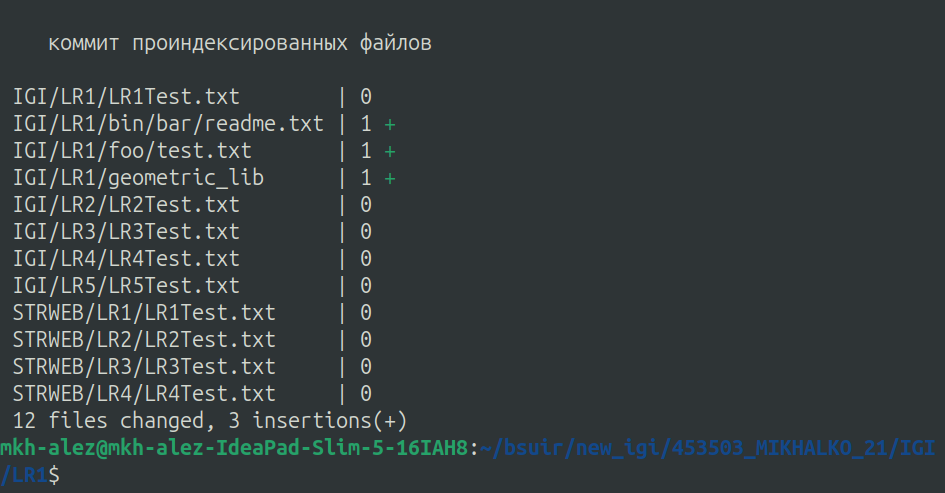 коммит проиндексированных файлов
IGI/LR1/LR1Test.txt | 0
IGI/LR1/bin/bar/readme.txt | 1 +
IGI/LR1/foo/test.txt | 1 +
IGI/LR1/geometric_lib | 1 +
IGI/LR2/LR2Test.txt | 0
IGI/LR3/LR3Test.txt | 0
IGI/LR4/LR4Test.txt | 0
IGI/LR5/LR5Test.txt | 0
STRWEB/LR1/LR1Test.txt | 0
STRWEB/LR2/LR2Test.txt | 0
STRWEB/LR3/LR3Test.txt | 0
STRWEB/LR4/LR4Test.txt | 0
12 files changed, 3 insertions(+)
mkh-alez@mkh-alez-IdeaPad-Slim-5-16IAH8:~/bsuir/new_igi/453503_MIKHALKO_21/IGI
/LR1$